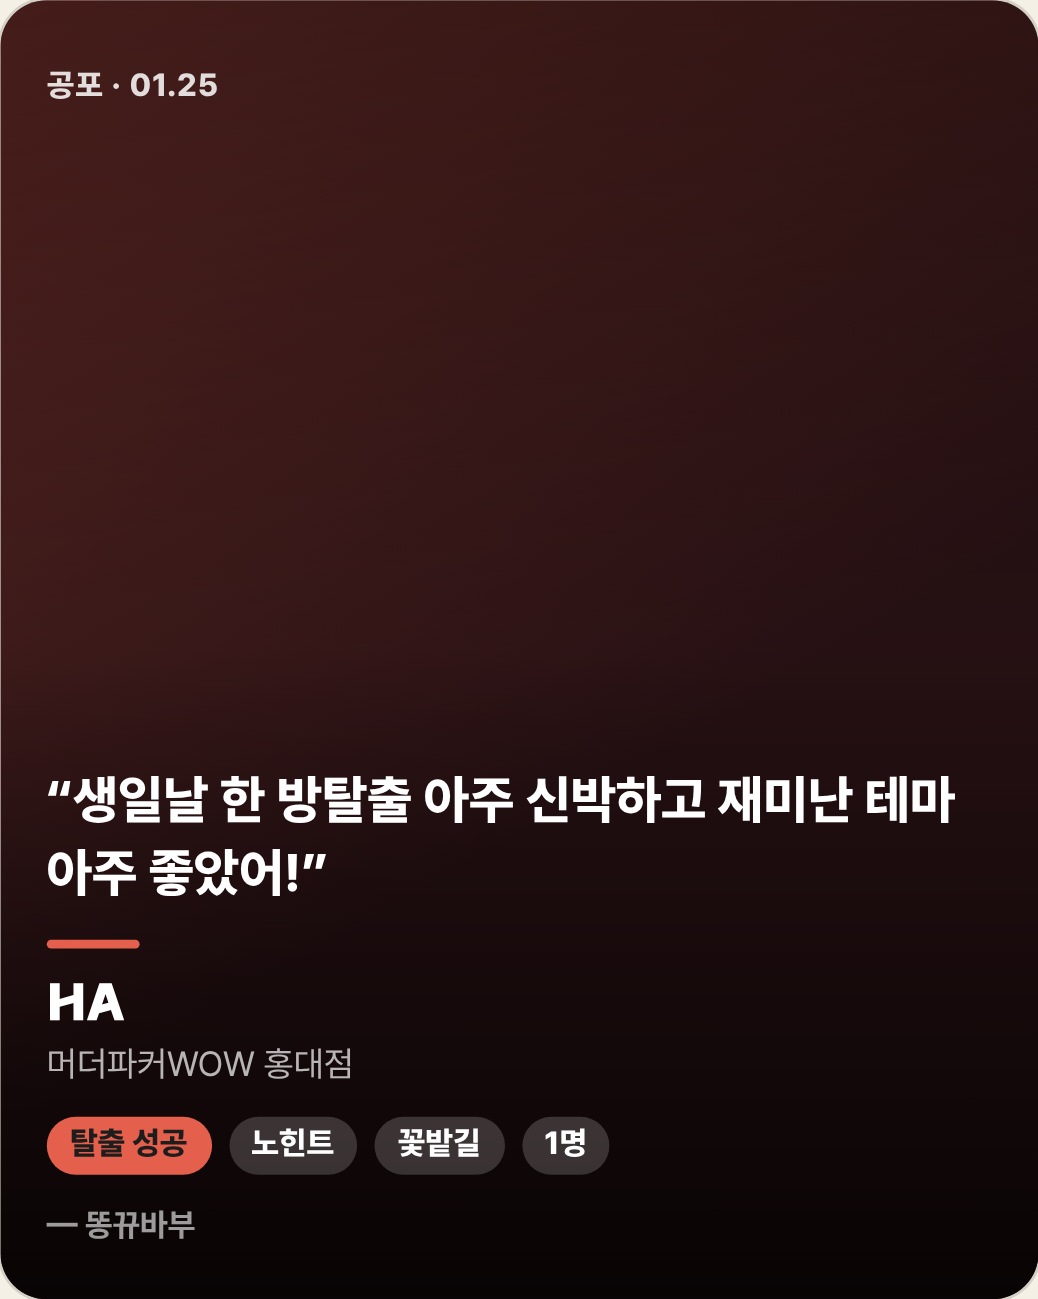 공포 · 01.25
“생일날 한 방탈출 아주 신박하고 재미난 테마
아주 좋았어!”
HA
머더파커WOW 홍대점
탈출 성공 노힌트 꽃밭길 1명
— 똥뀨바부